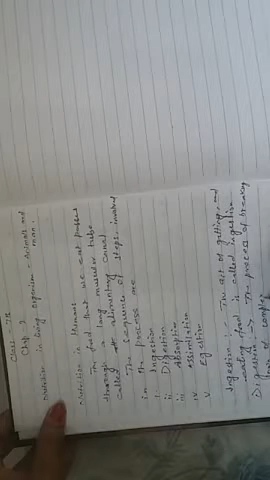 Class - 7B
Chap 2
Nutrition in living organism - Animals and
man.
Nutrition in Humans
The food that we eat passes
through a long muscular tube
called alimentary canal
The sequence of steps involved
in the process are
i Ingestion
ii Digestion
iii Absorption
iv assimilation
v Egestion
Ingestion :- The act of getting, and
eating food is called ingestion
Digestion → The process of breaking
of complex